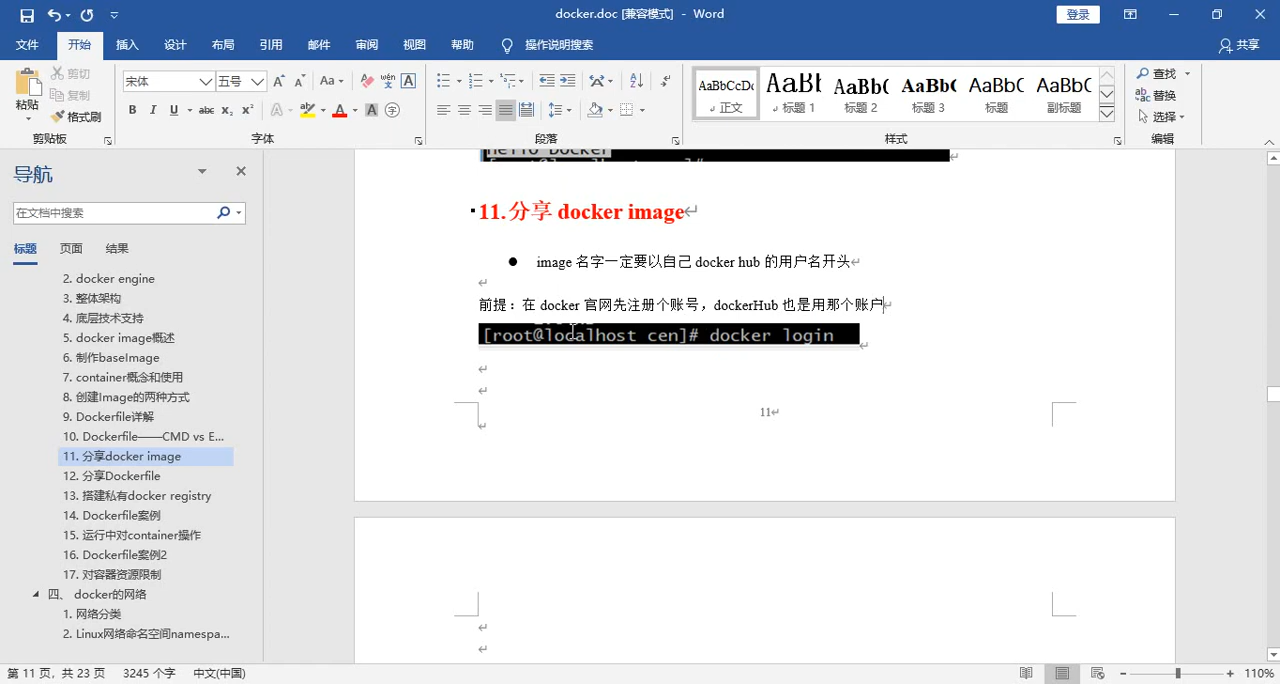 docker.doc [兼容模式] - Word
登录
文件 开始 插入 设计 布局 引用 邮件 审阅 视图 帮助 操作说明搜索 共享
粘贴 剪切 复制 格式刷
宋体 五号
AaBbCcDc AaBl AaBbC AaBbC AaBbC AaBbC
正文 标题 1 标题 2 标题 3 标题 副标题
查找 替换 选择
剪贴板 字体 段落 样式 编辑
导航
在文档中搜索
标题 页面 结果
2. docker engine
3. 整体架构
4. 底层技术支持
5. docker image概述
6. 制作baseImage
7. container概念和使用
8. 创建Image的两种方式
9. Dockerfile详解
10. Dockerfile——CMD vs E...
11. 分享docker image
12. 分享Dockerfile
13. 搭建私有docker registry
14. Dockerfile案例
15. 运行中对container操作
16. Dockerfile案例2
17. 对容器资源限制
四、 docker的网络
1. 网络分类
2. Linux网络命名空间namespa...
Hello Docker
11.分享 docker image
● image 名字一定要以自己 docker hub 的用户名开头
前提：在 docker 官网先注册个账号，dockerHub 也是用那个账户
[root@localhost cen]# docker login
11
第 11 页，共 23 页 3245 个字 中文(中国)
110%